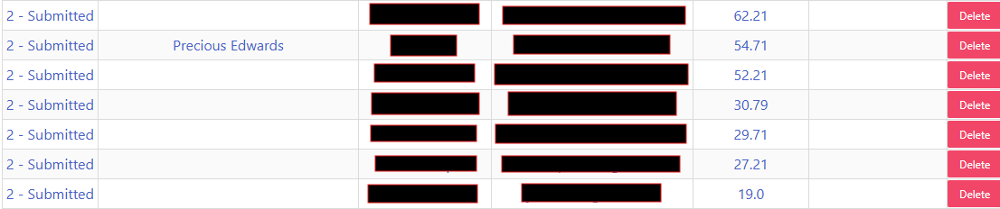 2 - Submitted 62.21 Delete
2 - Submitted Precious Edwards 54.71 Delete
2 - Submitted 52.21 Delete
2 - Submitted 30.79 Delete
2 - Submitted 29.71 Delete
2 - Submitted 27.21 Delete
2 - Submitted 19.0 Delete